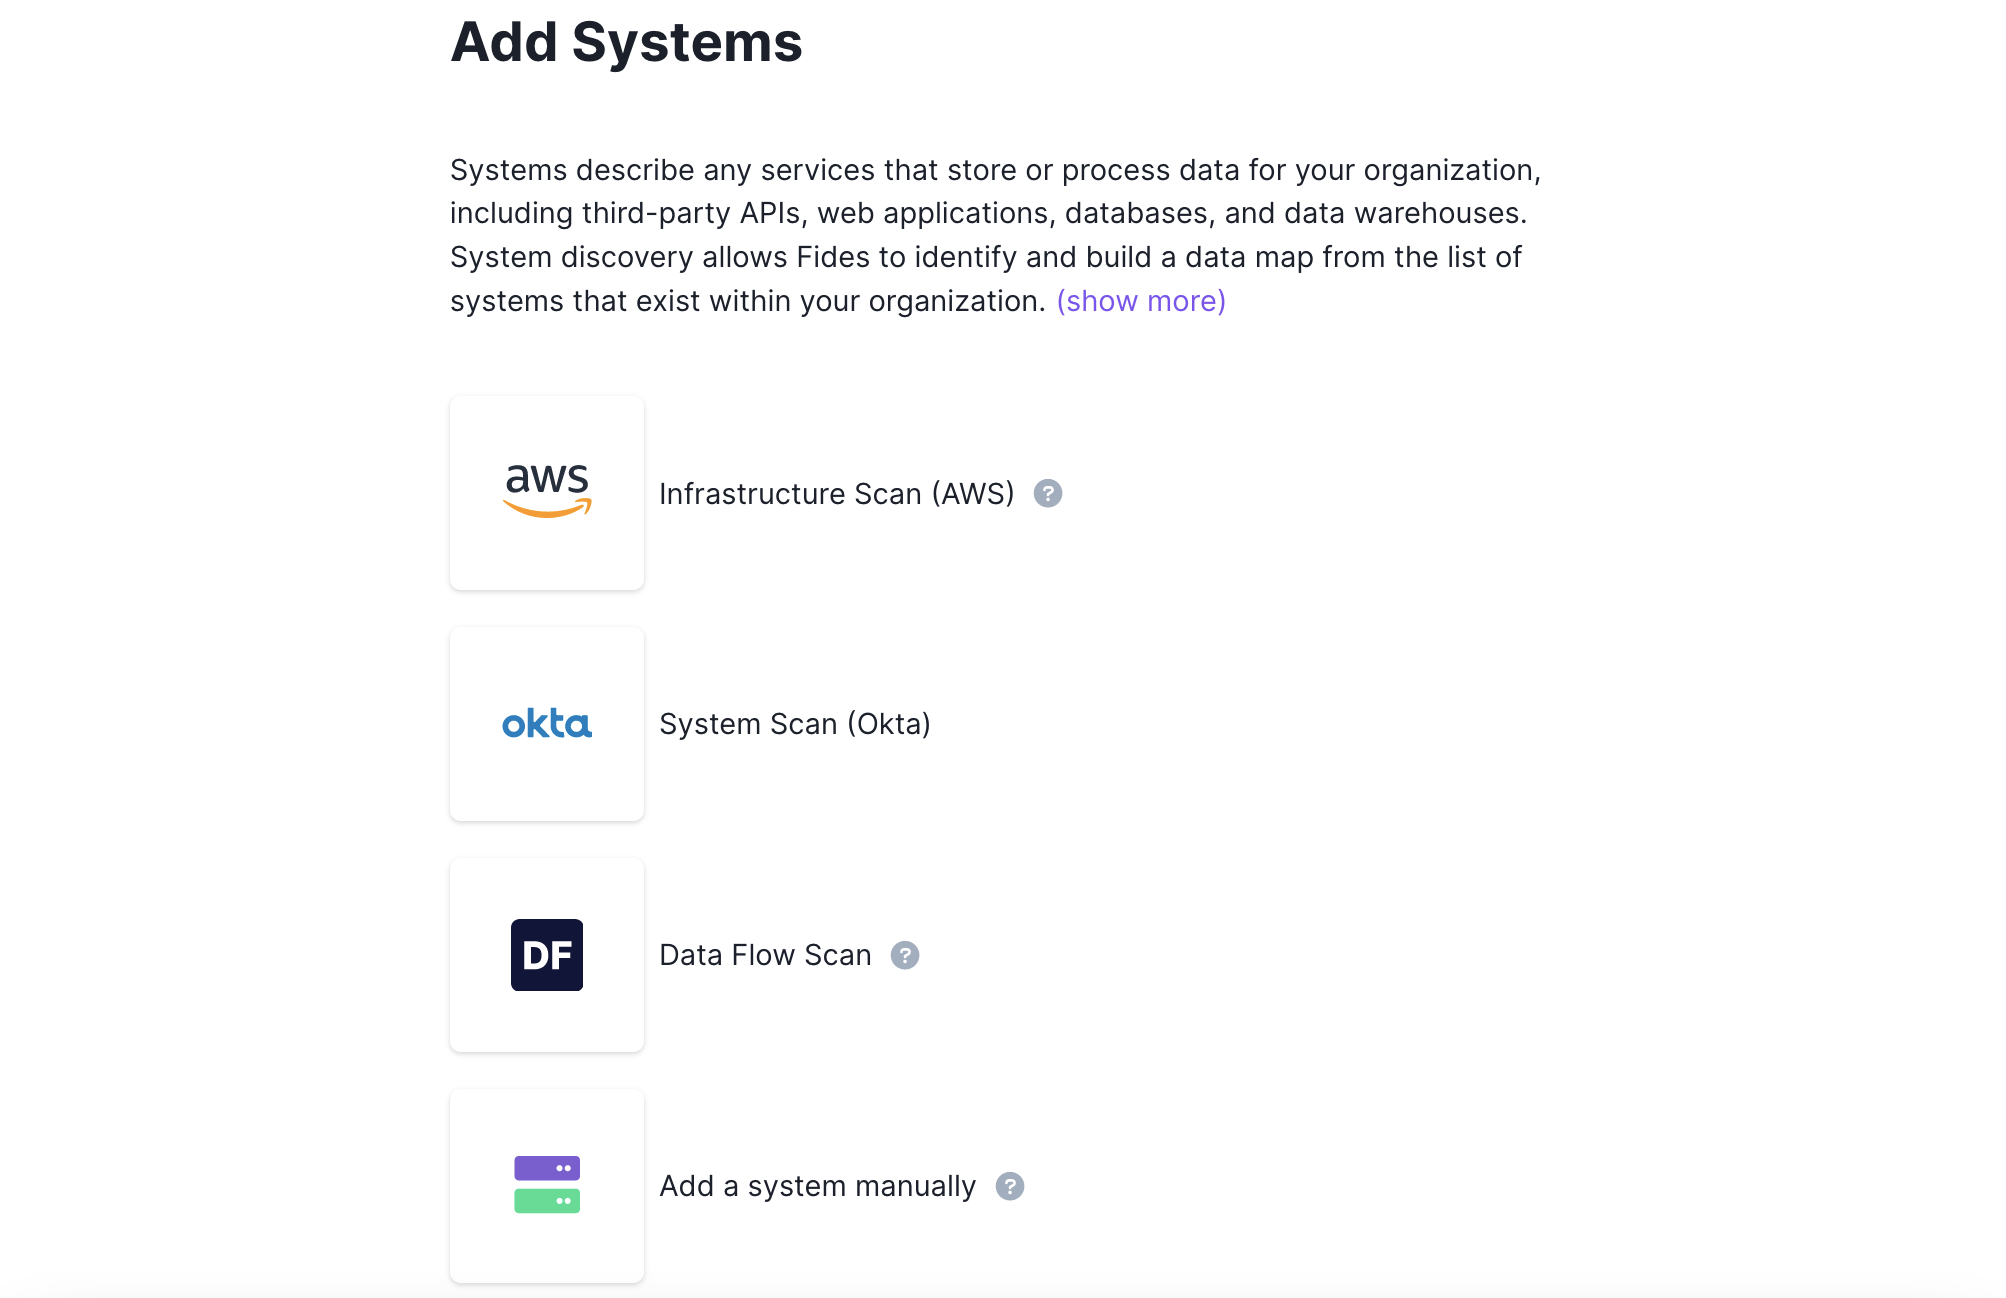 Add Systems
Systems describe any services that store or process data for your organization,
including third-party APIs, web applications, databases, and data warehouses.
System discovery allows Fides to identify and build a data map from the list of
systems that exist within your organization. (show more)
aws
Infrastructure Scan (AWS) ?
okta
System Scan (Okta)
DF
Data Flow Scan ?
Add a system manually ?